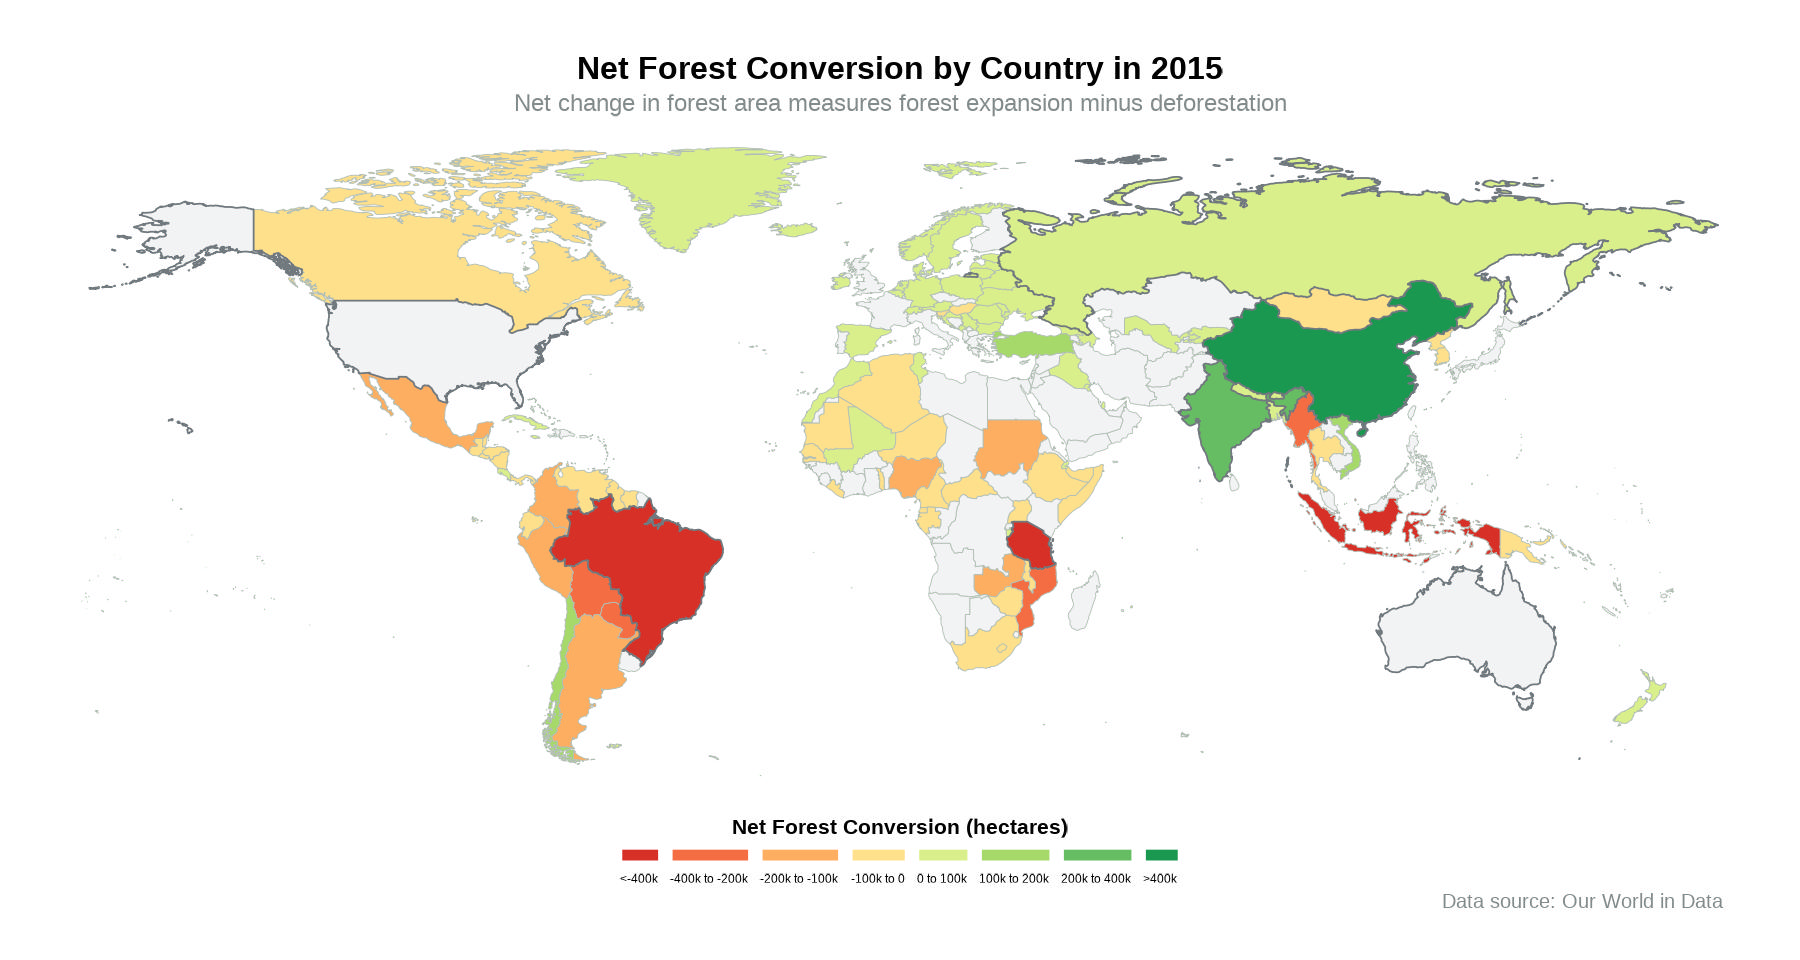 Net Forest Conversion by Country in 2015
Net change in forest area measures forest expansion minus deforestation
Net Forest Conversion (hectares)
<-400k -400k to -200k -200k to -100k -100k to 0 0 to 100k 100k to 200k 200k to 400k >400k
Data source: Our World in Data